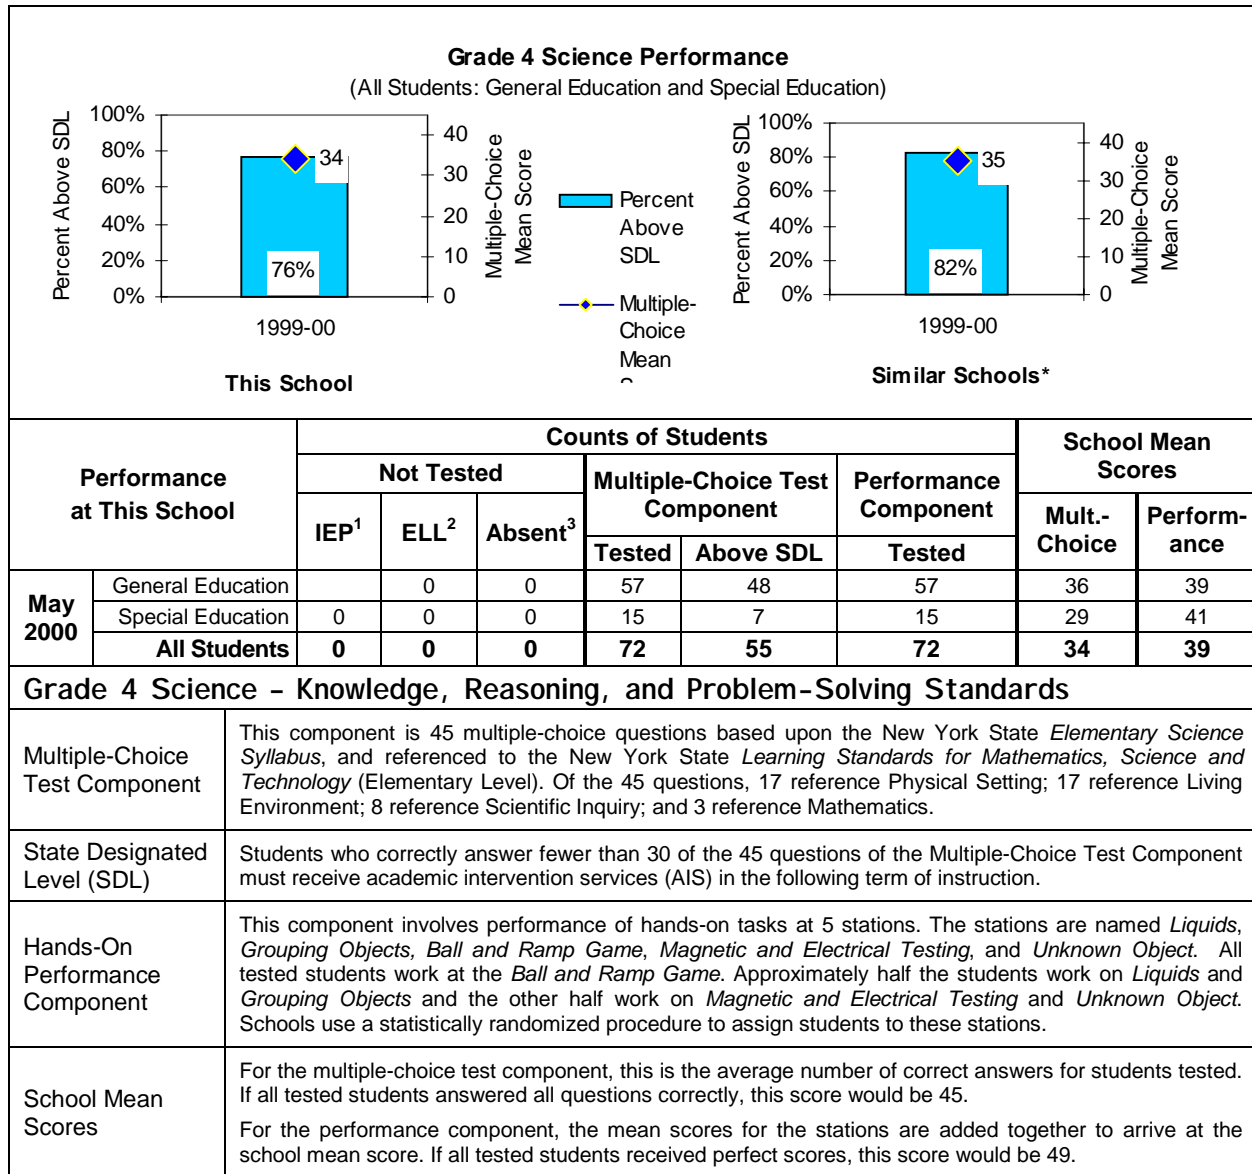 Grade 4 Science Performance
(All Students: General Education and Special Education)
Percent Above SDL
100%
80%
60%
40%
20%
0%
34
76%
40
30
20
10
0
Multiple-Choice
Mean Score
1999-00
This School
Percent
Above
SDL
Multiple-
Choice
Mean
Percent Above SDL
100%
80%
60%
40%
20%
0%
35
82%
40
30
20
10
0
Multiple-Choice
Mean Score
1999-00
Similar Schools*
Performance
at This School
Counts of Students
School Mean
Scores
Not Tested
Multiple-Choice Test
Component
Performance
Component
IEP1
ELL2
Absent3
Tested
Above SDL
Tested
Mult.-
Choice
Perform-
ance
May
2000
General Education 0 0 57 48 57 36 39
Special Education 0 0 0 15 7 15 29 41
All Students 0 0 0 72 55 72 34 39
Grade 4 Science – Knowledge, Reasoning, and Problem-Solving Standards
Multiple-Choice
Test Component
This component is 45 multiple-choice questions based upon the New York State Elementary Science
Syllabus, and referenced to the New York State Learning Standards for Mathematics, Science and
Technology (Elementary Level). Of the 45 questions, 17 reference Physical Setting; 17 reference Living
Environment; 8 reference Scientific Inquiry; and 3 reference Mathematics.
State Designated
Level (SDL)
Students who correctly answer fewer than 30 of the 45 questions of the Multiple-Choice Test Component
must receive academic intervention services (AIS) in the following term of instruction.
Hands-On
Performance
Component
This component involves performance of hands-on tasks at 5 stations. The stations are named Liquids,
Grouping Objects, Ball and Ramp Game, Magnetic and Electrical Testing, and Unknown Object. All
tested students work at the Ball and Ramp Game. Approximately half the students work on Liquids and
Grouping Objects and the other half work on Magnetic and Electrical Testing and Unknown Object.
Schools use a statistically randomized procedure to assign students to these stations.
School Mean
Scores
For the multiple-choice test component, this is the average number of correct answers for students tested.
If all tested students answered all questions correctly, this score would be 45.
For the performance component, the mean scores for the stations are added together to arrive at the
school mean score. If all tested students received perfect scores, this score would be 49.